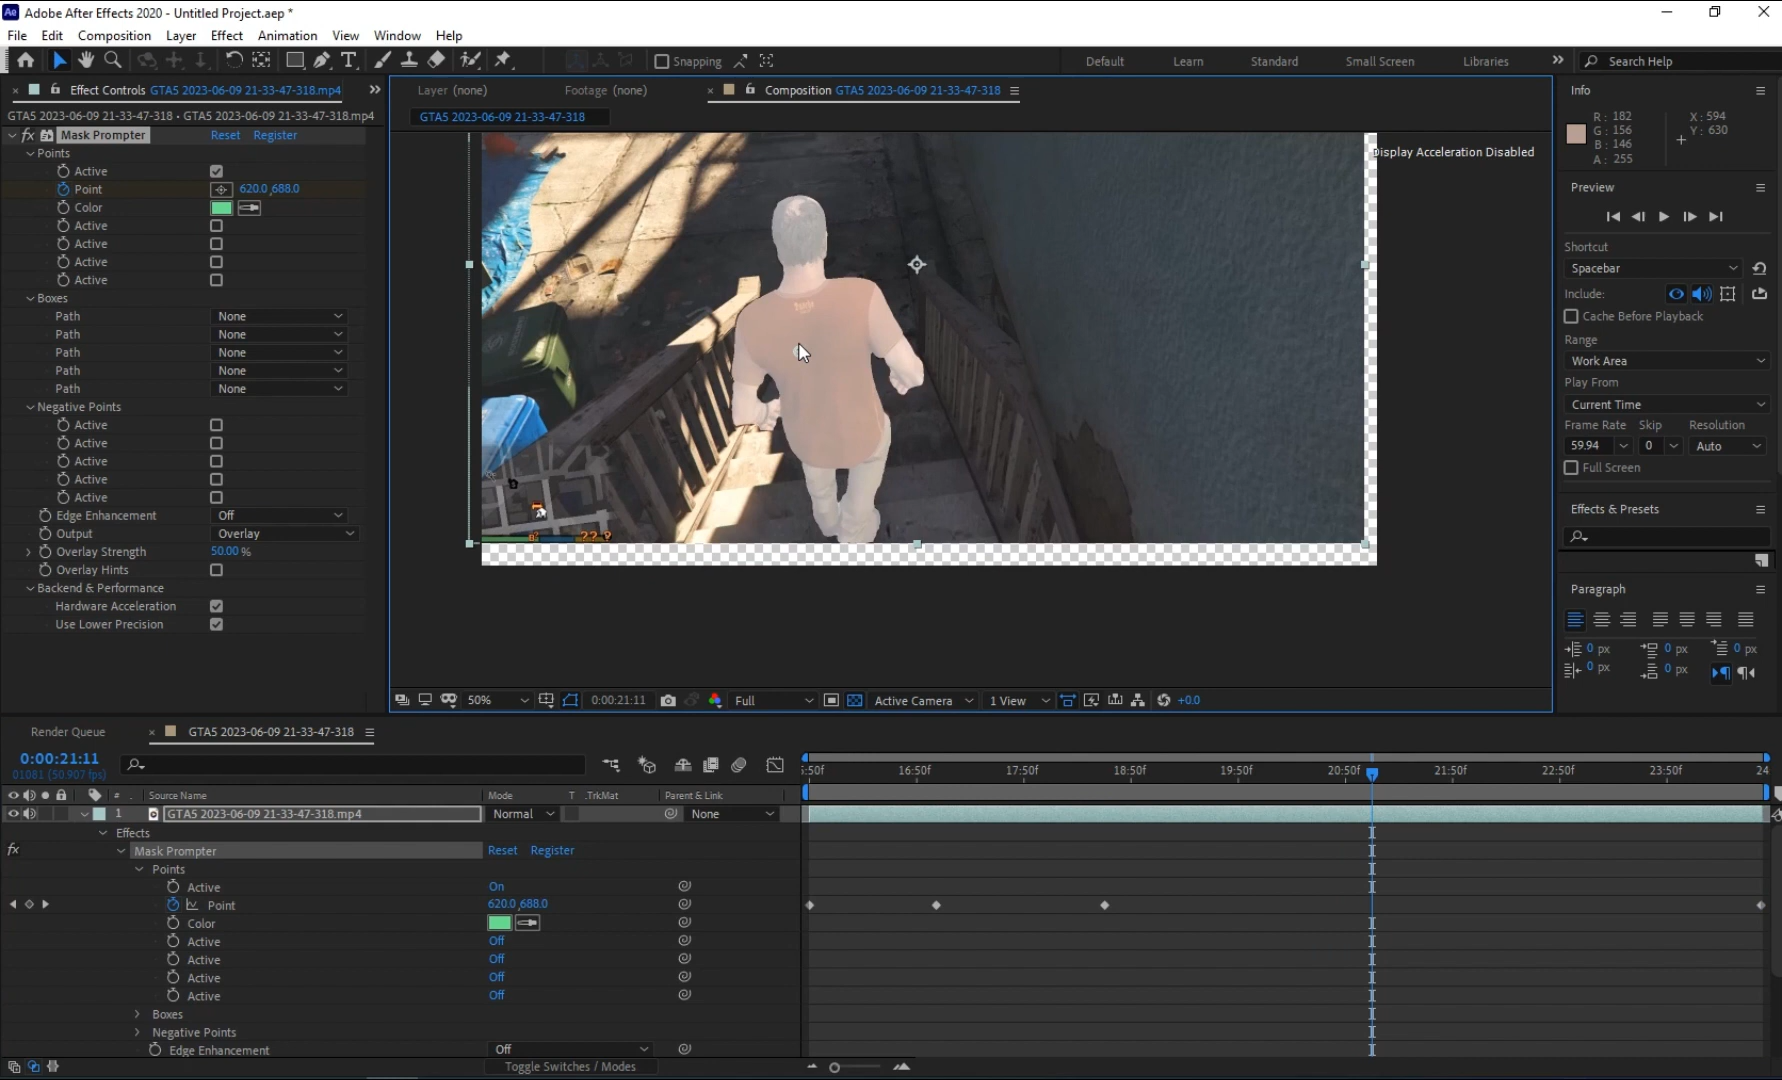 Ae Adobe After Effects 2020 - Untitled Project.aep *
File Edit Composition Layer Effect Animation View Window Help
Snapping
Default Learn Standard Small Screen Libraries
Search Help
Effect Controls GTA5 2023-06-09 21-33-47-318.mp4
GTA5 2023-06-09 21-33-47-318 • GTA5 2023-06-09 21-33-47-318.mp4
fx Mask Prompter Reset Register
Points
Active
Point 620.0,688.0
Color
Active
Active
Active
Active
Boxes
Path None
Path None
Path None
Path None
Path None
Negative Points
Active
Active
Active
Active
Active
Edge Enhancement Off
Output Overlay
Overlay Strength 50.00 %
Overlay Hints
Backend & Performance
Hardware Acceleration
Use Lower Precision
Layer (none) Footage (none) Composition GTA5 2023-06-09 21-33-47-318
GTA5 2023-06-09 21-33-47-318
Display Acceleration Disabled
50% 0:00:21:11 Full Active Camera 1 View +0.0
Info
R: 182
G: 156
B: 146
A: 255
X: 594
Y: 630
Preview
Shortcut
Spacebar
Include:
Cache Before Playback
Range
Work Area
Play From
Current Time
Frame Rate Skip Resolution
59.94 0 Auto
Full Screen
Effects & Presets
Paragraph
0 px 0 px 0 px
0 px 0 px
Render Queue GTA5 2023-06-09 21-33-47-318
0:00:21:11
01081 (50.907 fps)
# Source Name Mode T .TrkMat Parent & Link
1 GTA5 2023-06-09 21-33-47-318.mp4 Normal None
Effects
fx Mask Prompter Reset Register
Points
Active On
Point 620.0,688.0
Color
Active Off
Active Off
Active Off
Active Off
Boxes
Negative Points
Edge Enhancement Off
Toggle Switches / Modes
:50f 16:50f 17:50f 18:50f 19:50f 20:50f 21:50f 22:50f 23:50f 24